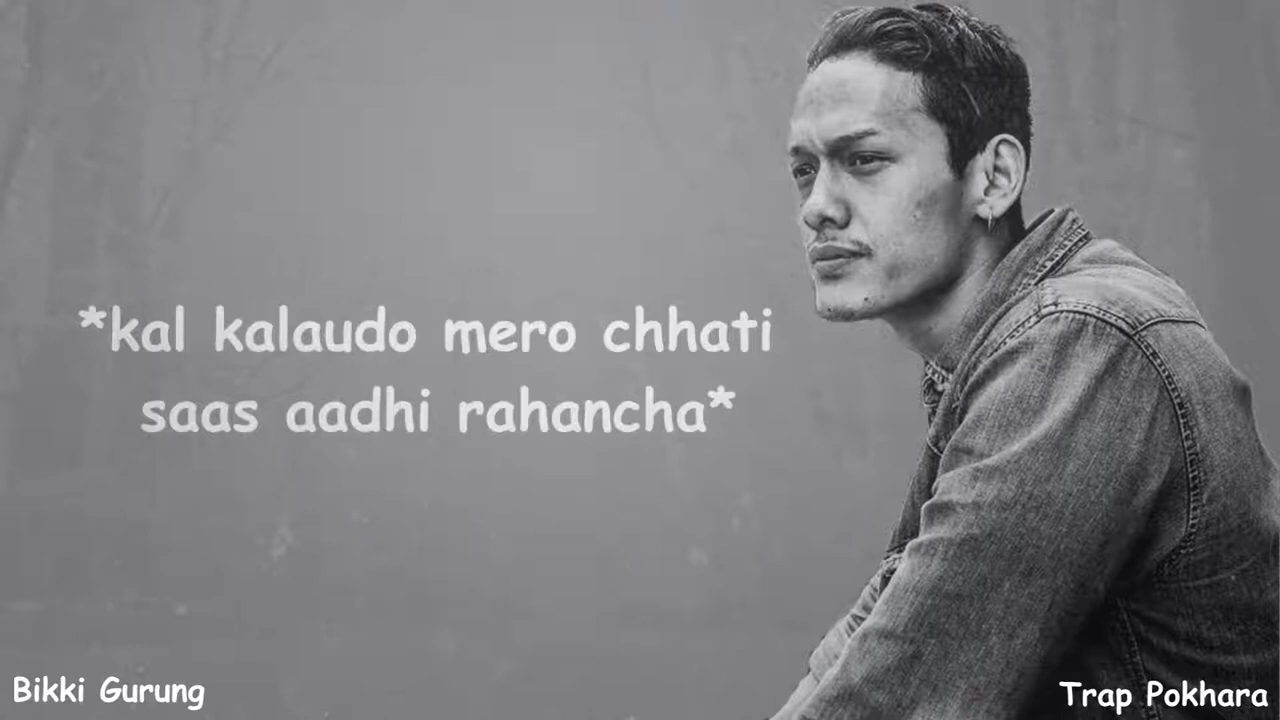 *kal kalaudo mero chhati
saas aadhi rahancha*
Bikki Gurung
Trap Pokhara